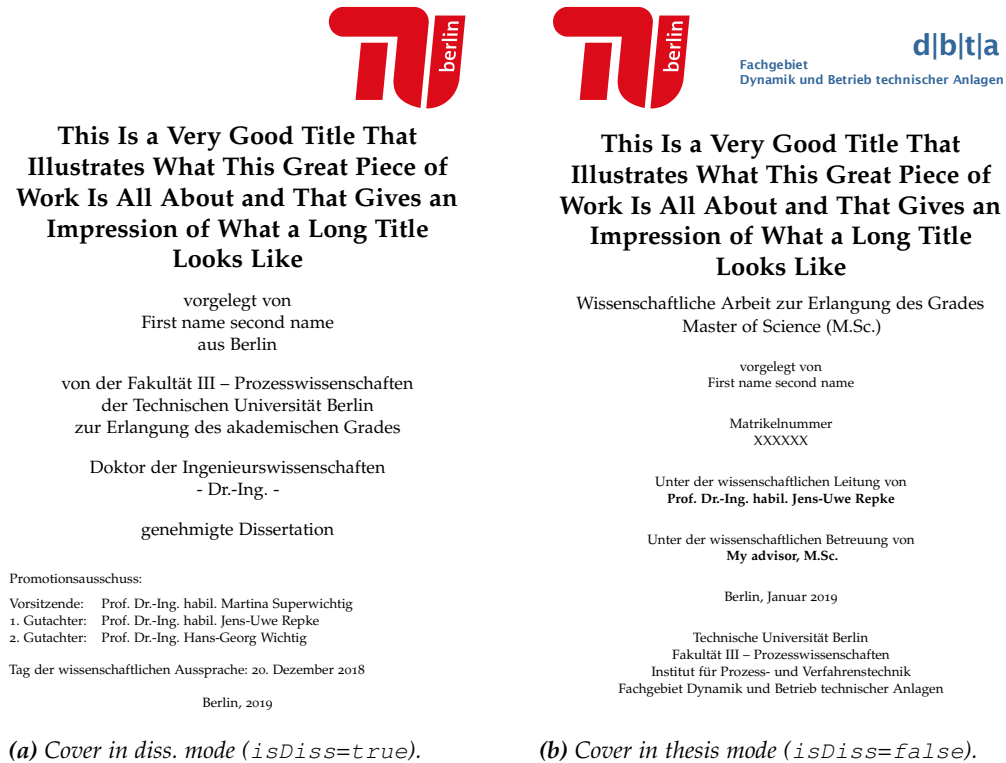 berlin
This Is a Very Good Title That
Illustrates What This Great Piece of
Work Is All About and That Gives an
Impression of What a Long Title
Looks Like
vorgelegt von
First name second name
aus Berlin
von der Fakultät III – Prozesswissenschaften
der Technischen Universität Berlin
zur Erlangung des akademischen Grades
Doktor der Ingenieurswissenschaften
- Dr.-Ing. -
genehmigte Dissertation
Promotionsausschuss:
Vorsitzende: Prof. Dr.-Ing. habil. Martina Superwichtig
1. Gutachter: Prof. Dr.-Ing. habil. Jens-Uwe Repke
2. Gutachter: Prof. Dr.-Ing. Hans-Georg Wichtig
Tag der wissenschaftlichen Aussprache: 20. Dezember 2018
Berlin, 2019
(a) Cover in diss. mode (isDiss=true).
berlin
d|b|t|a
Fachgebiet
Dynamik und Betrieb technischer Anlagen
This Is a Very Good Title That
Illustrates What This Great Piece of
Work Is All About and That Gives an
Impression of What a Long Title
Looks Like
Wissenschaftliche Arbeit zur Erlangung des Grades
Master of Science (M.Sc.)
vorgelegt von
First name second name
Matrikelnummer
XXXXXX
Unter der wissenschaftlichen Leitung von
Prof. Dr.-Ing. habil. Jens-Uwe Repke
Unter der wissenschaftlichen Betreuung von
My advisor, M.Sc.
Berlin, Januar 2019
Technische Universität Berlin
Fakultät III – Prozesswissenschaften
Institut für Prozess- und Verfahrenstechnik
Fachgebiet Dynamik und Betrieb technischer Anlagen
(b) Cover in thesis mode (isDiss=false).